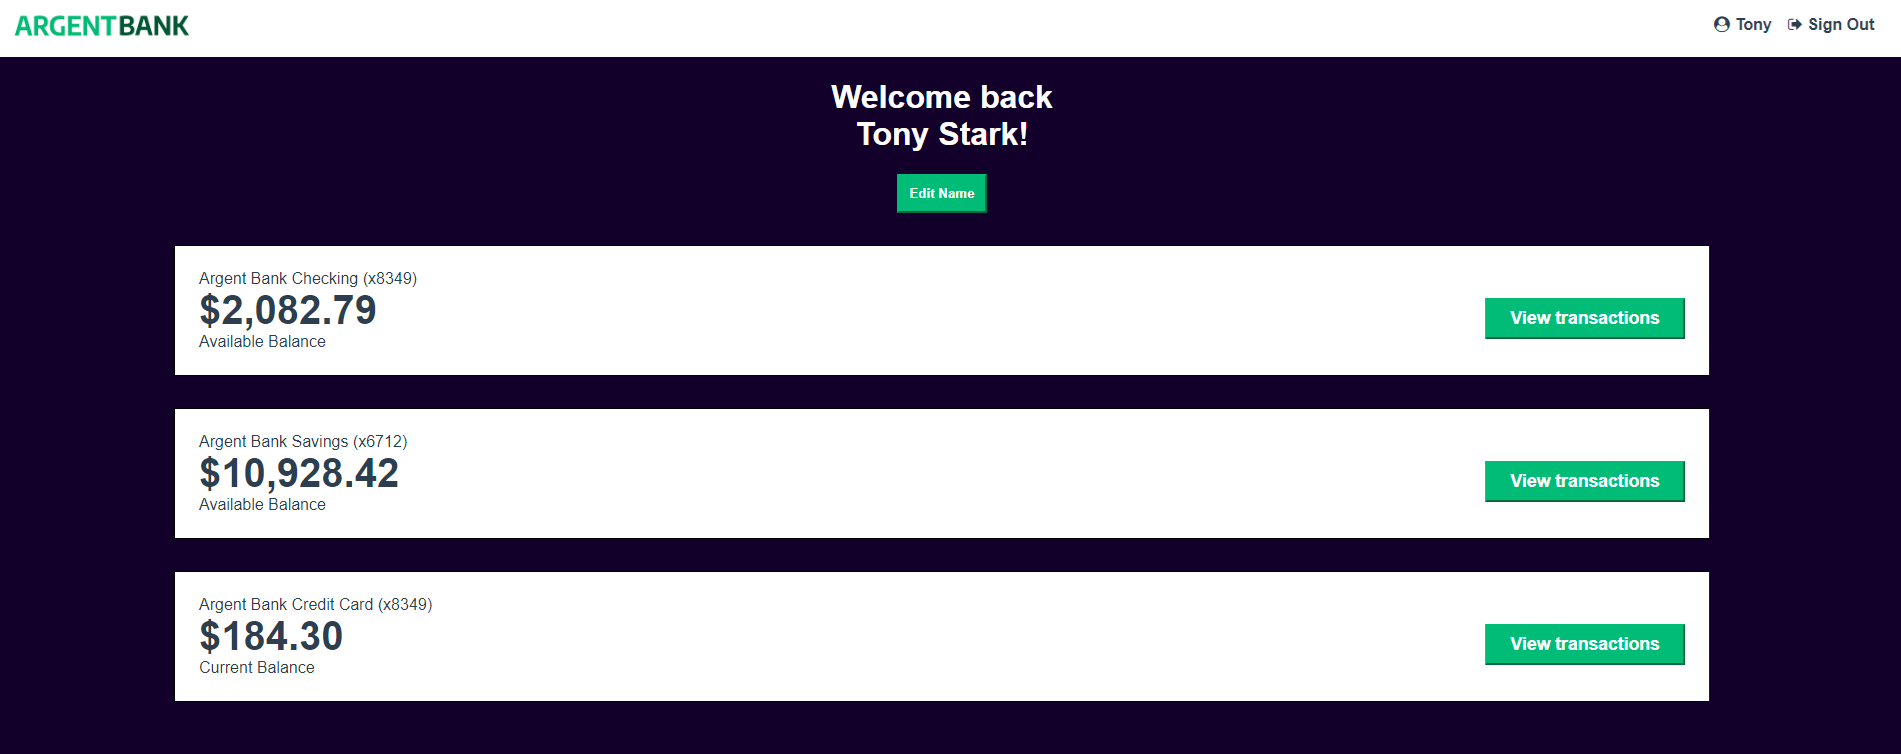 ARGENTBANK
Tony Sign Out
Welcome back
Tony Stark!
Edit Name
Argent Bank Checking (x8349)
$2,082.79
Available Balance
View transactions
Argent Bank Savings (x6712)
$10,928.42
Available Balance
View transactions
Argent Bank Credit Card (x8349)
$184.30
Current Balance
View transactions